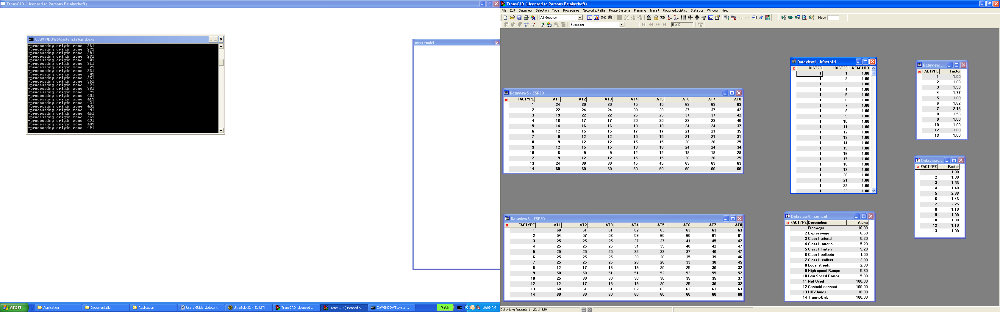 TransCAD (Licensed to Parsons Brinkerhoff)
C:\WINDOWS\system32\cmd.exe
+processing origin zone 261
+processing origin zone 271
+processing origin zone 281
+processing origin zone 291
+processing origin zone 301
+processing origin zone 311
+processing origin zone 321
+processing origin zone 331
+processing origin zone 341
+processing origin zone 351
+processing origin zone 361
+processing origin zone 371
+processing origin zone 381
+processing origin zone 391
+processing origin zone 401
+processing origin zone 411
+processing origin zone 421
+processing origin zone 431
+processing origin zone 441
+processing origin zone 451
+processing origin zone 461
+processing origin zone 471
+processing origin zone 481
+processing origin zone 491
OAHU Model
start
Application
Documentation
Application
Users GUide_2.docx -...
UltraEdit-32 - [Edit2*]
TransCAD (Licensed t...
TransCAD (Licensed t...
C:\WINDOWS\syste...
99%
10:09 AM
TransCAD (Licensed to Parsons Brinkerhoff)
File Edit Dataview Selection Tools Procedures Networks/Paths Route Systems Planning Transit Routing/Logistics Statistics Window Help
All Records
Flags
Selection
0 of 0
Dataview5 - CSPED
FACTYPE AT1 AT2 AT3 AT4 AT5 AT6 AT7 AT8
1 24 30 30 45 45 63 63 63
2 22 24 24 30 30 37 37 42
3 19 22 22 25 25 37 37 42
4 16 17 17 20 20 28 28 40
5 14 16 16 18 18 24 24 37
6 12 15 15 17 17 21 21 35
7 9 12 12 15 15 21 21 31
8 9 12 12 15 15 20 20 25
9 12 15 15 18 18 24 24 34
10 6 9 9 12 12 18 18 28
12 9 12 12 15 15 20 20 25
13 24 30 30 45 45 63 63 63
14 60 60 60 60 60 60 60 60
Dataview6 - FSPED
FACTYPE AT1 AT2 AT3 AT4 AT5 AT6 AT7 AT8
1 60 61 61 62 63 63 63 63
2 54 57 58 59 60 60 61 61
3 25 25 25 37 37 41 45 47
4 25 25 25 34 35 40 42 47
5 25 25 25 32 33 37 40 47
6 25 25 25 30 30 35 39 46
7 25 25 25 28 28 33 38 45
8 12 17 18 19 20 25 30 32
9 50 50 51 51 52 52 55 57
10 25 30 30 30 30 35 35 37
12 12 17 18 19 20 25 30 32
13 60 61 61 62 63 63 63 63
14 60 60 60 60 60 60 60 60
Dataview1 - kfactrAN
IDIST23 JDIST23 KFACTOR
1 1 1.00
1 2 1.00
1 3 1.00
1 4 1.00
1 5 1.00
1 6 1.00
1 7 1.00
1 8 1.00
1 9 1.00
1 10 1.00
1 11 1.00
1 12 1.00
1 13 1.00
1 14 1.00
1 15 1.00
1 16 1.00
1 17 1.00
1 18 1.00
1 19 1.00
1 20 1.00
1 21 1.00
1 22 1.00
1 23 1.00
Dataview4 - conical
FACTYPE Description Alpha
1 Freeways 10.00
2 Expressways 6.50
3 Class I arterial 5.20
4 Class II arteria 5.20
5 Class III arteri 5.20
6 Class I collecto 4.00
7 Class II collect 2.00
8 Local streets 2.00
9 High speed Ramps 5.30
10 Low Speed Ramps 5.30
11 Not Used 100.00
12 Centroid connect 100.00
13 HOV lanes 10.00
14 Transit-Only 100.00
Dataview...
FACTYPE Factor
1 1.00
2 1.00
3 1.59
4 1.77
5 1.60
6 1.82
7 2.16
8 1.56
9 1.00
10 1.00
12 1.00
13 1.00
Dataview...
FACTYPE Factor
1 1.00
2 1.00
3 1.53
4 1.48
5 2.38
6 1.46
7 2.25
8 1.10
9 1.00
10 1.00
12 1.10
13 1.00
Dataview: Records 1 - 23 of 529